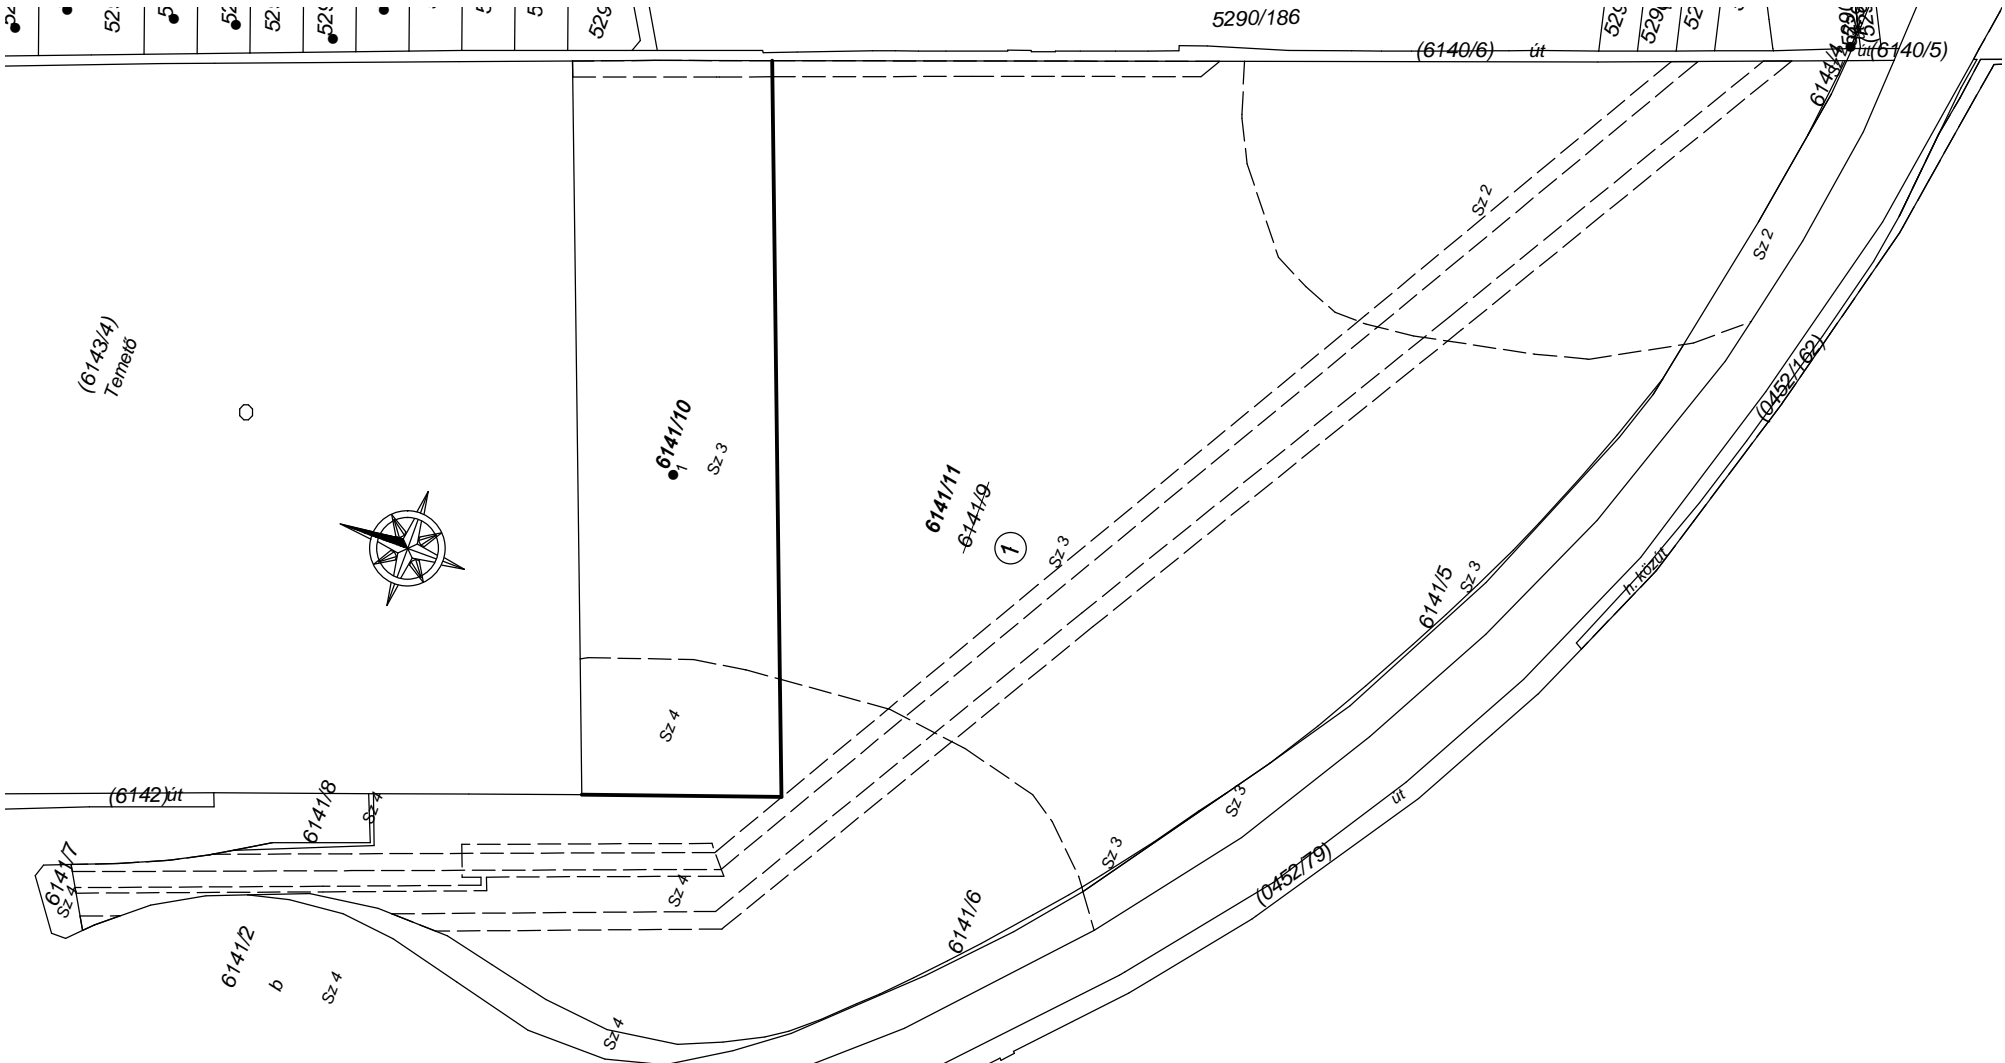 5290/186
(6140/6) út
út(6140/5)
6141/4
Sz 2
Sz 2
(0452/162)
(6143/4)
Temető
6141/10
1
Sz 3
6141/11
6141/9
1
Sz 3
6141/5
Sz 3
h. közút
Sz 4
(6142)út
6141/8
Sz 4
Sz 3
út
6141/7
Sz 4
Sz 4
Sz 3
(0452/79)
6141/6
6141/2
b
Sz 4
Sz 4